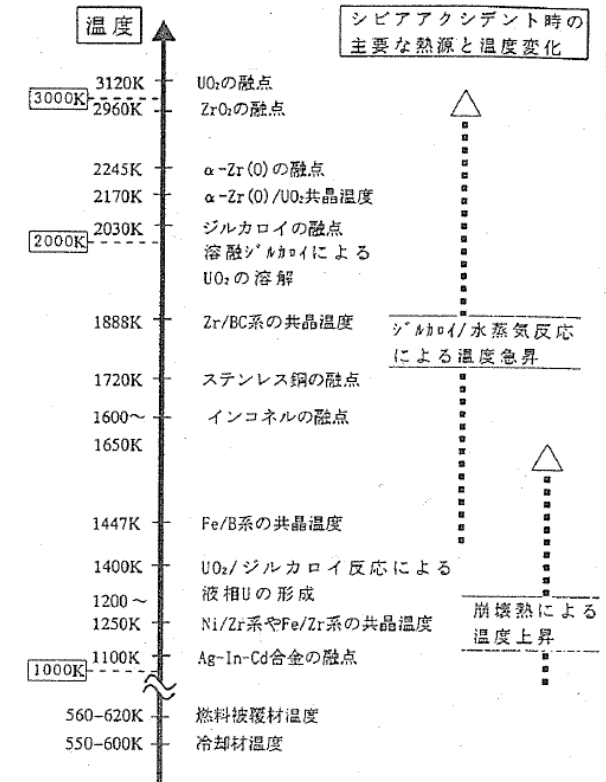 温度
シビアアクシデント時の
主要な熱源と温度変化
3120K UO₂の融点
3000K
2960K ZrO₂の融点
2245K α-Zr(O)の融点
2170K α-Zr(O)/UO₂共晶温度
2030K ジルカロイの融点
2000K
溶融ジルカロイによる
UO₂の溶解
1888K Zr/BC系の共晶温度
ジルカロイ/水蒸気反応
による温度急昇
1720K ステンレス鋼の融点
1600～ インコネルの融点
1650K
1447K Fe/B系の共晶温度
1400K UO₂/ジルカロイ反応による
液相Uの形成
1200～
1250K Ni/Zr系やFe/Zr系の共晶温度
崩壊熱による
温度上昇
1100K Ag-In-Cd合金の融点
1000K
560-620K 燃料被覆材温度
550-600K 冷却材温度